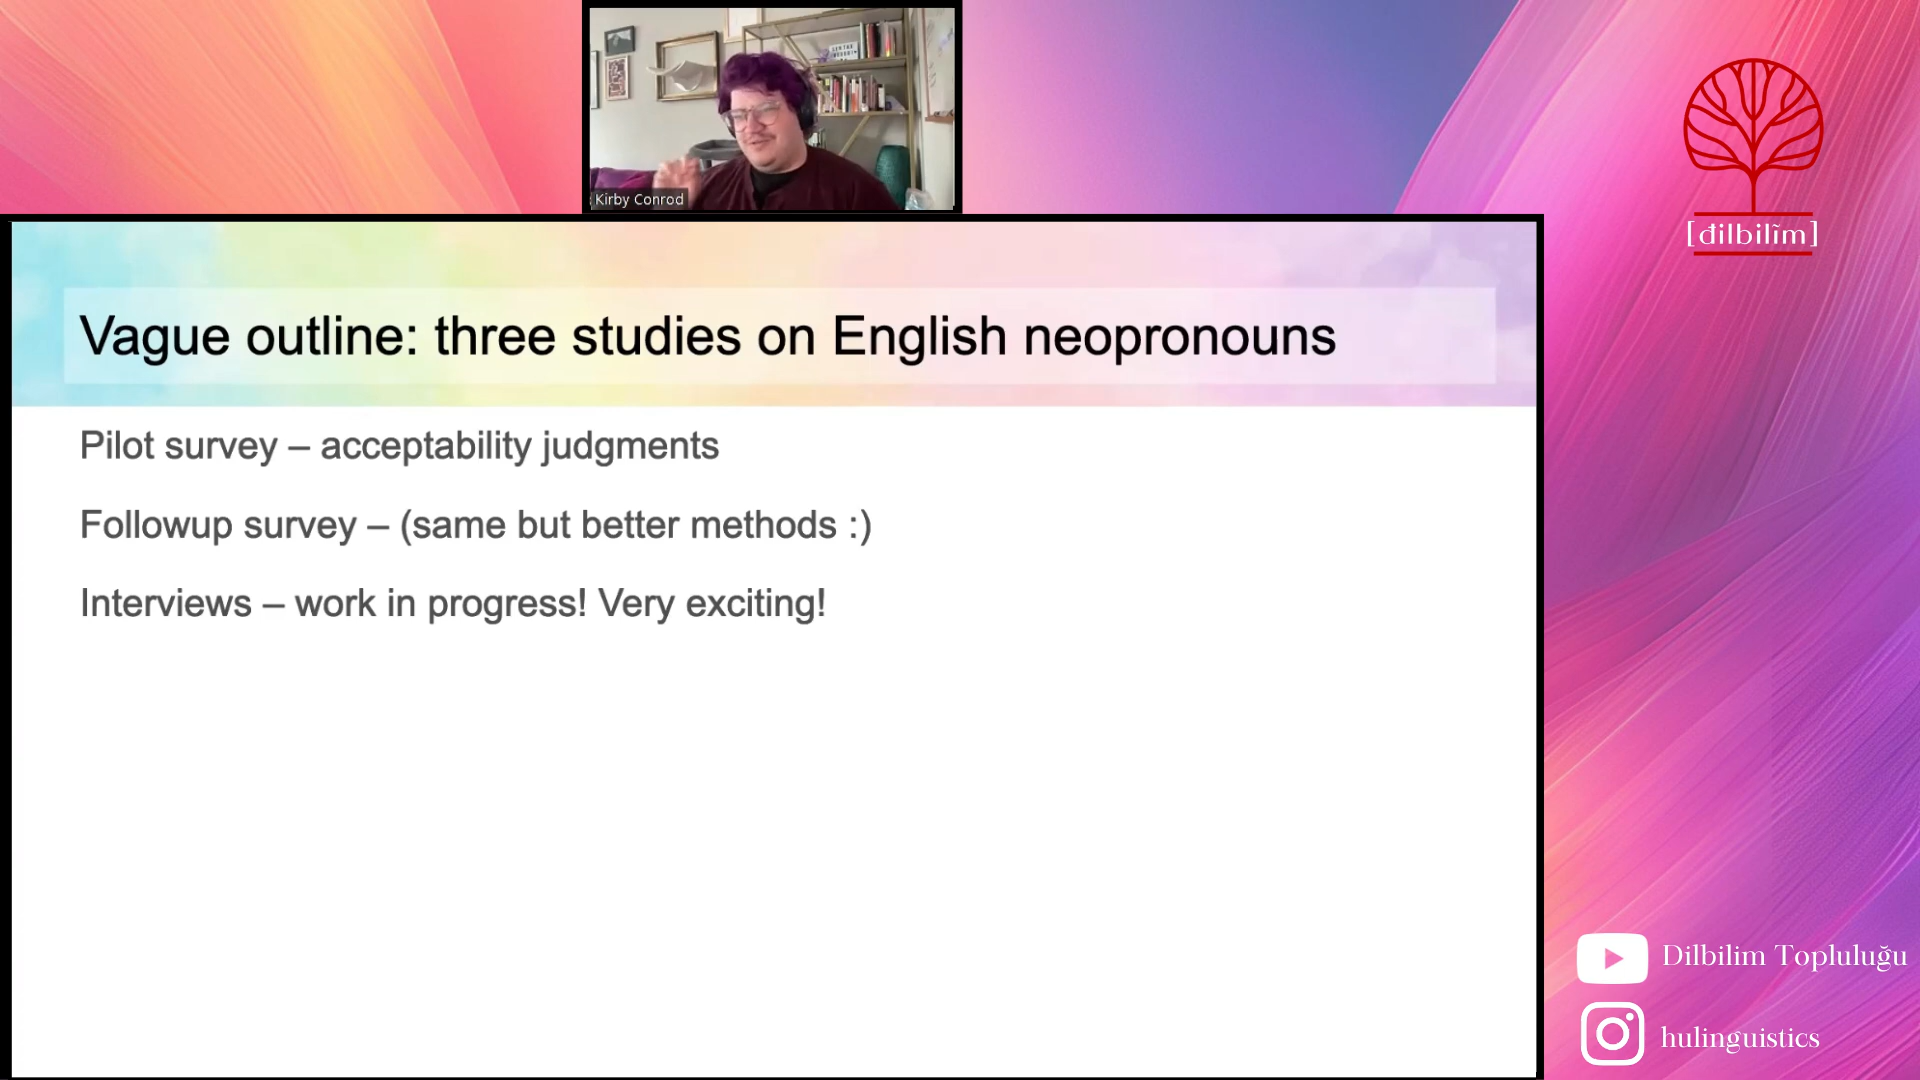 Kirby Conrod
[dilbilim]
Vague outline: three studies on English neopronouns
Pilot survey – acceptability judgments
Followup survey – (same but better methods :)
Interviews – work in progress! Very exciting!
Dilbilim Topluluğu
hulinguistics